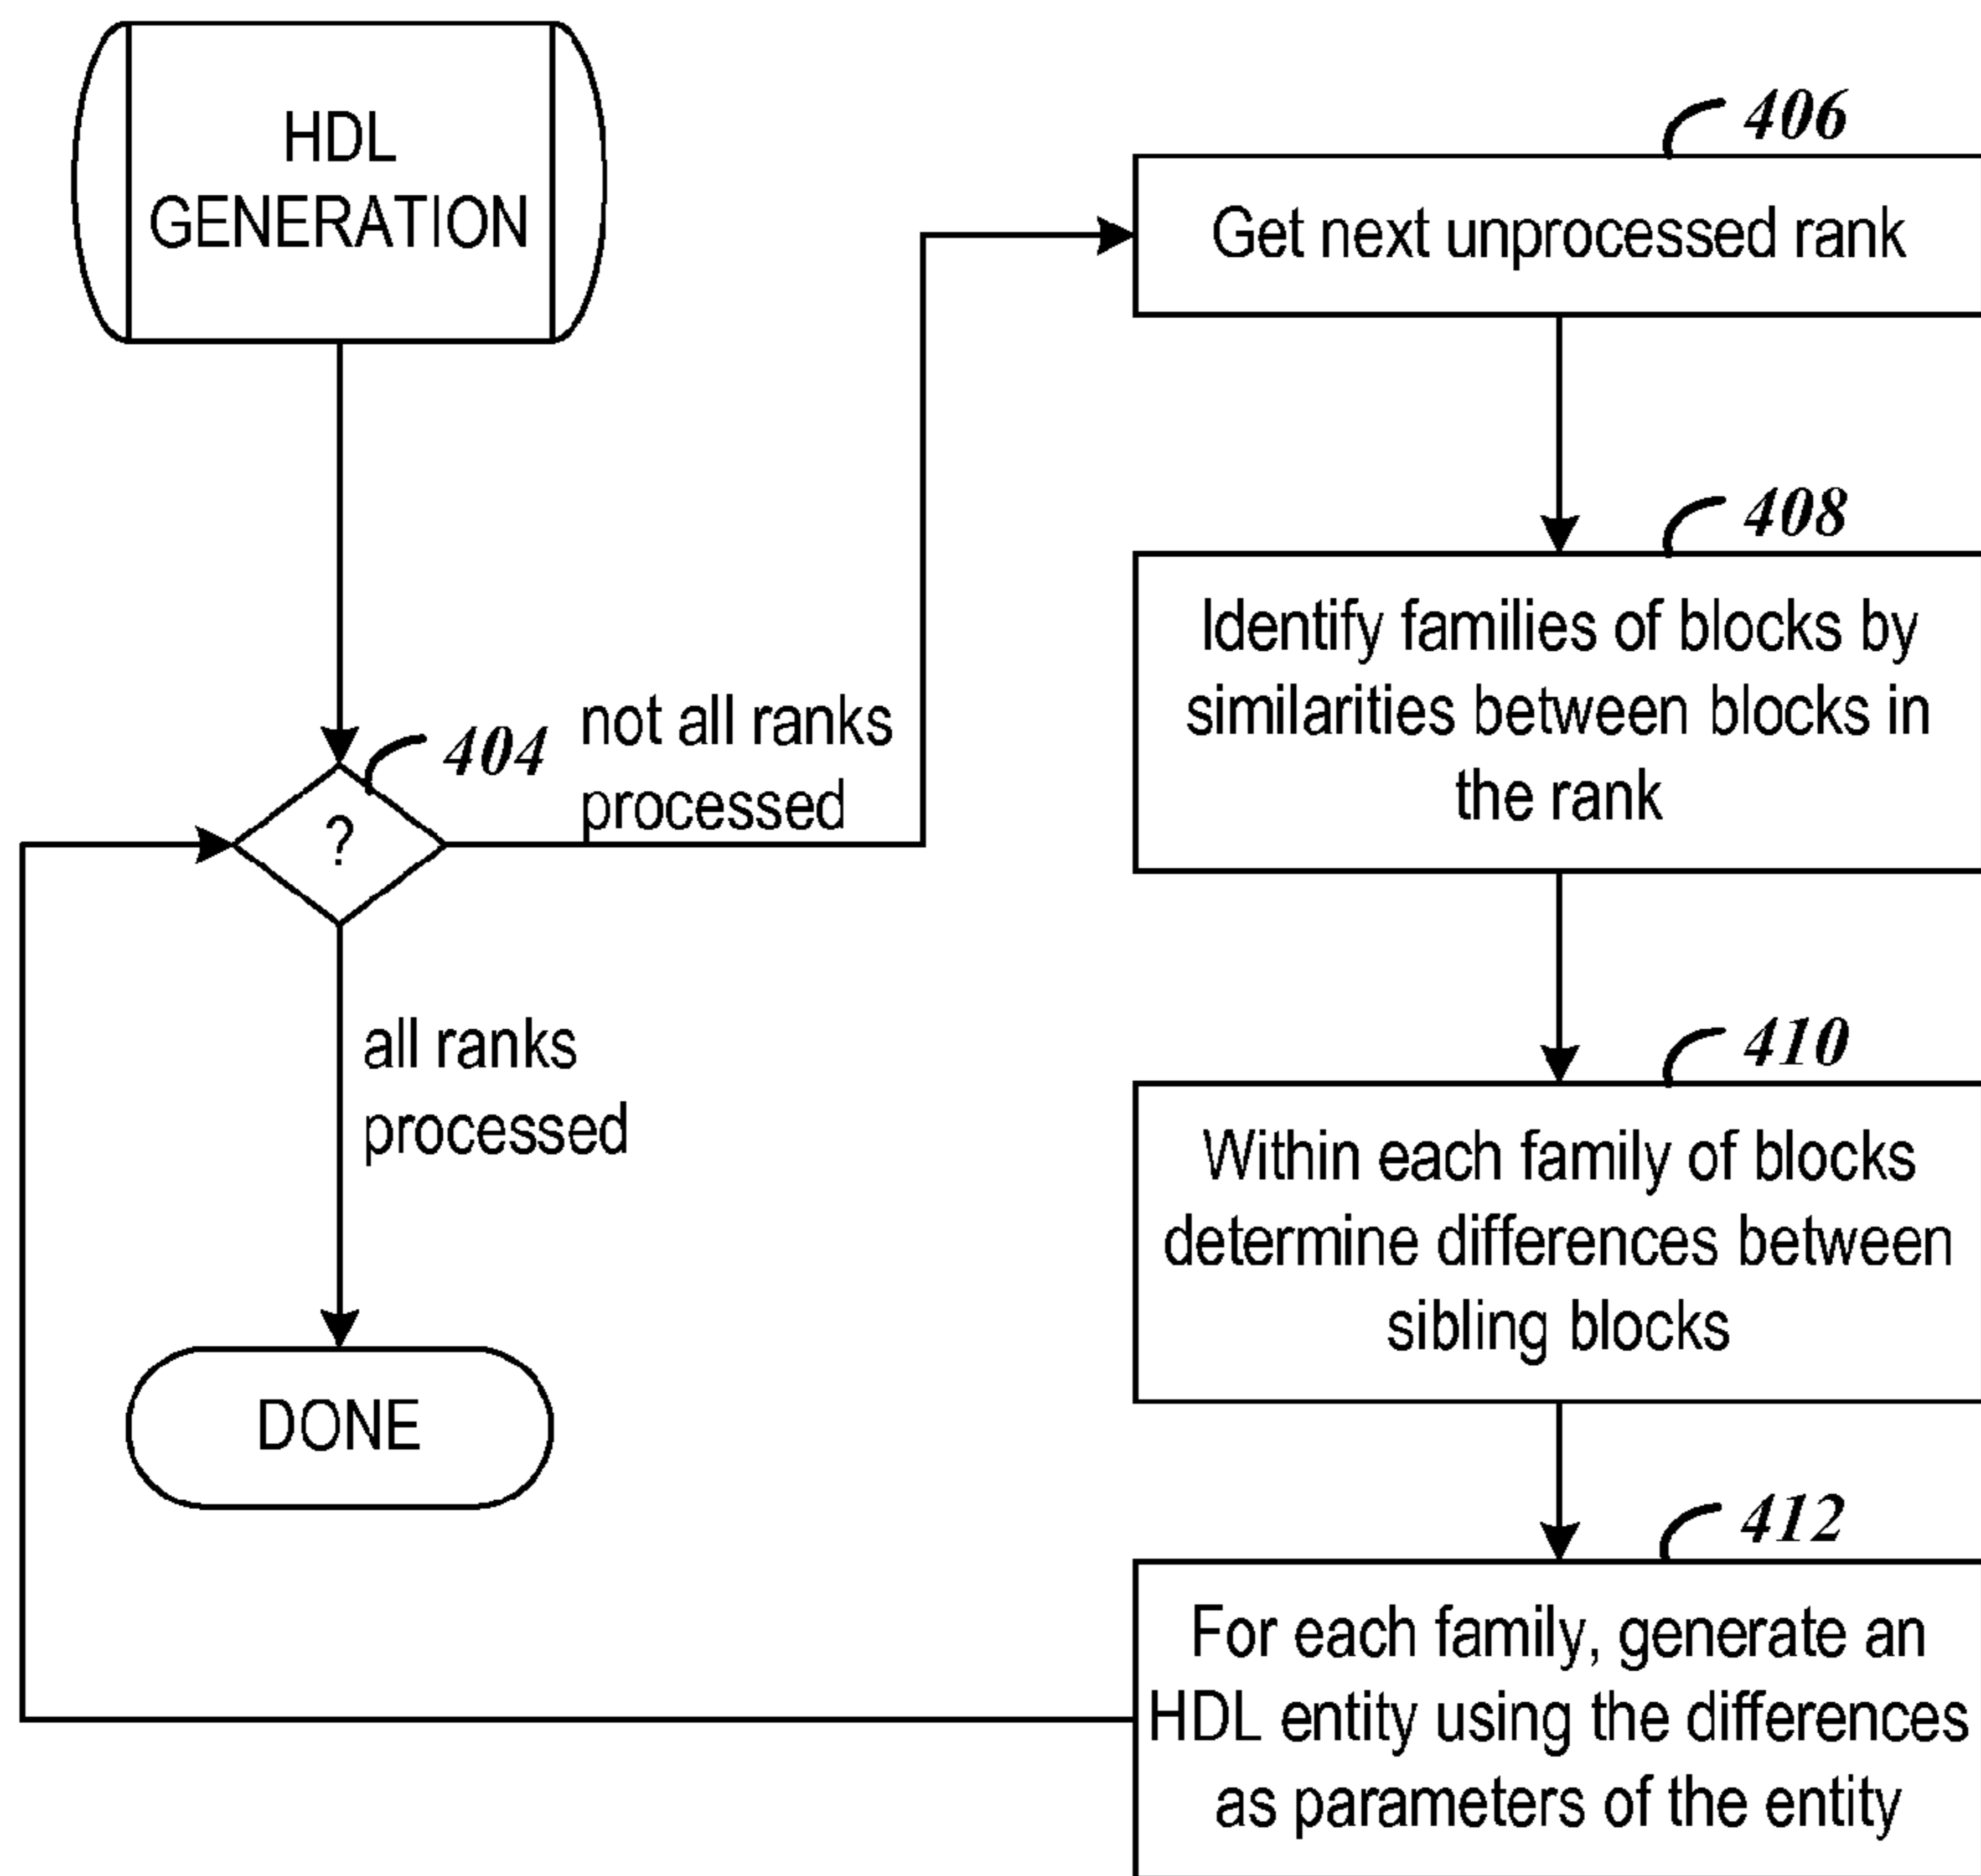 HDL
GENERATION
404
?
not all ranks
processed
all ranks
processed
DONE
406
Get next unprocessed rank
408
Identify families of blocks by
similarities between blocks in
the rank
410
Within each family of blocks
determine differences between
sibling blocks
412
For each family, generate an
HDL entity using the differences
as parameters of the entity